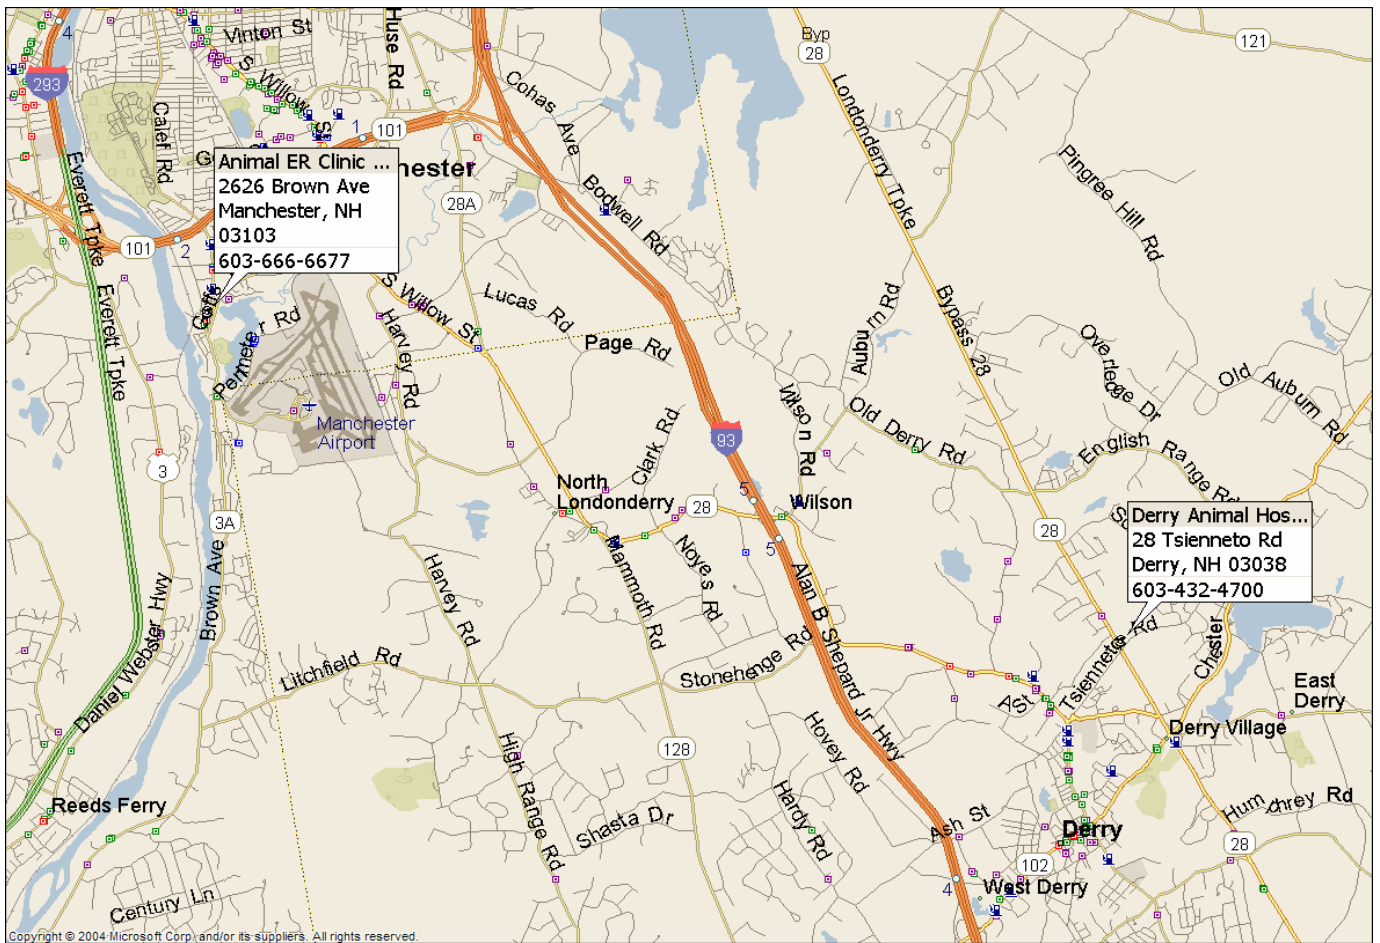 4
Vinton St
Huse Rd
Byp
28
121
293
S Willow St
Cohas Ave
Londonderry Tpke
Calef Rd
1
101
Pingree Hill Rd
Everett Tpke
Animal ER Clinic ...
2626 Brown Ave
Manchester, NH
03103
603-666-6677
hester
28A
Bodwell Rd
101
2
S Willow St
Lucas Rd
Bypass 28
Everett Tpke
Perimeter Rd
Harvey Rd
Page Rd
Auburn Rd
Overledge Dr
Old Auburn Rd
Manchester
Airport
Wilson Rd
Old Derry Rd
93
Clark Rd
English Range Rd
3
North
Londonderry
28
5
Wilson
3A
28
Derry Animal Hos...
28 Tsienneto Rd
Derry, NH 03038
603-432-4700
5
Mammoth Rd
Noyes Rd
Harvey Rd
Alan B Shepard Jr Hwy
Brown Ave
Daniel Webster Hwy
Litchfield Rd
Stonehenge Rd
Tsienneto Rd
Chester
East
Derry
A St
Derry Village
128
Hovey Rd
High Range Rd
Hardy Rd
Reeds Ferry
Shasta Dr
Ash St
Derry
Humphrey Rd
28
102
4
West Derry
Century Ln
Copyright © 2004 Microsoft Corp. and/or its suppliers. All rights reserved.